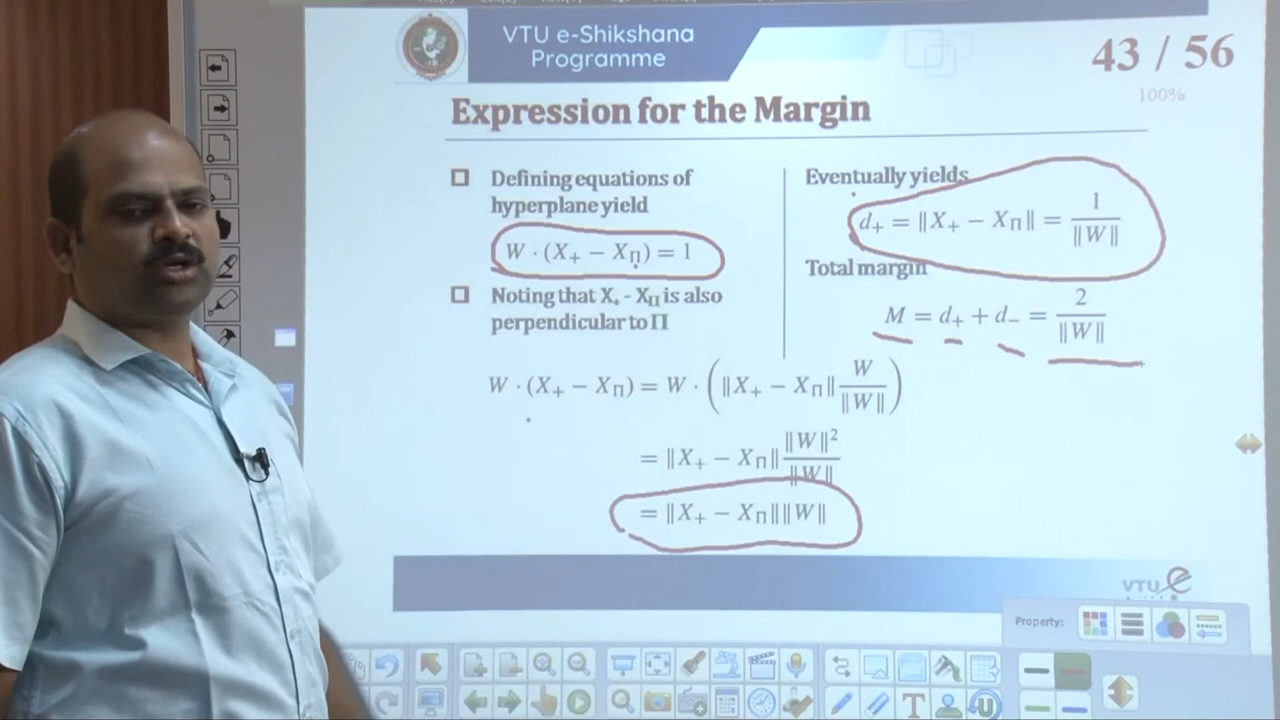 VTU e-Shikshana
Programme
43 / 56
100%
Expression for the Margin
Defining equations of
hyperplane yield
W · (X₊ − X_Π) = 1
Noting that X₊ - X_Π is also
perpendicular to Π
Eventually yields
d₊ = ‖X₊ − X_Π‖ = 1 / ‖W‖
Total margin
M = d₊ + d₋ = 2 / ‖W‖
W · (X₊ − X_Π) = W · (‖X₊ − X_Π‖ W / ‖W‖)
= ‖X₊ − X_Π‖ ‖W‖² / ‖W‖
= ‖X₊ − X_Π‖‖W‖
VTU e
Property: